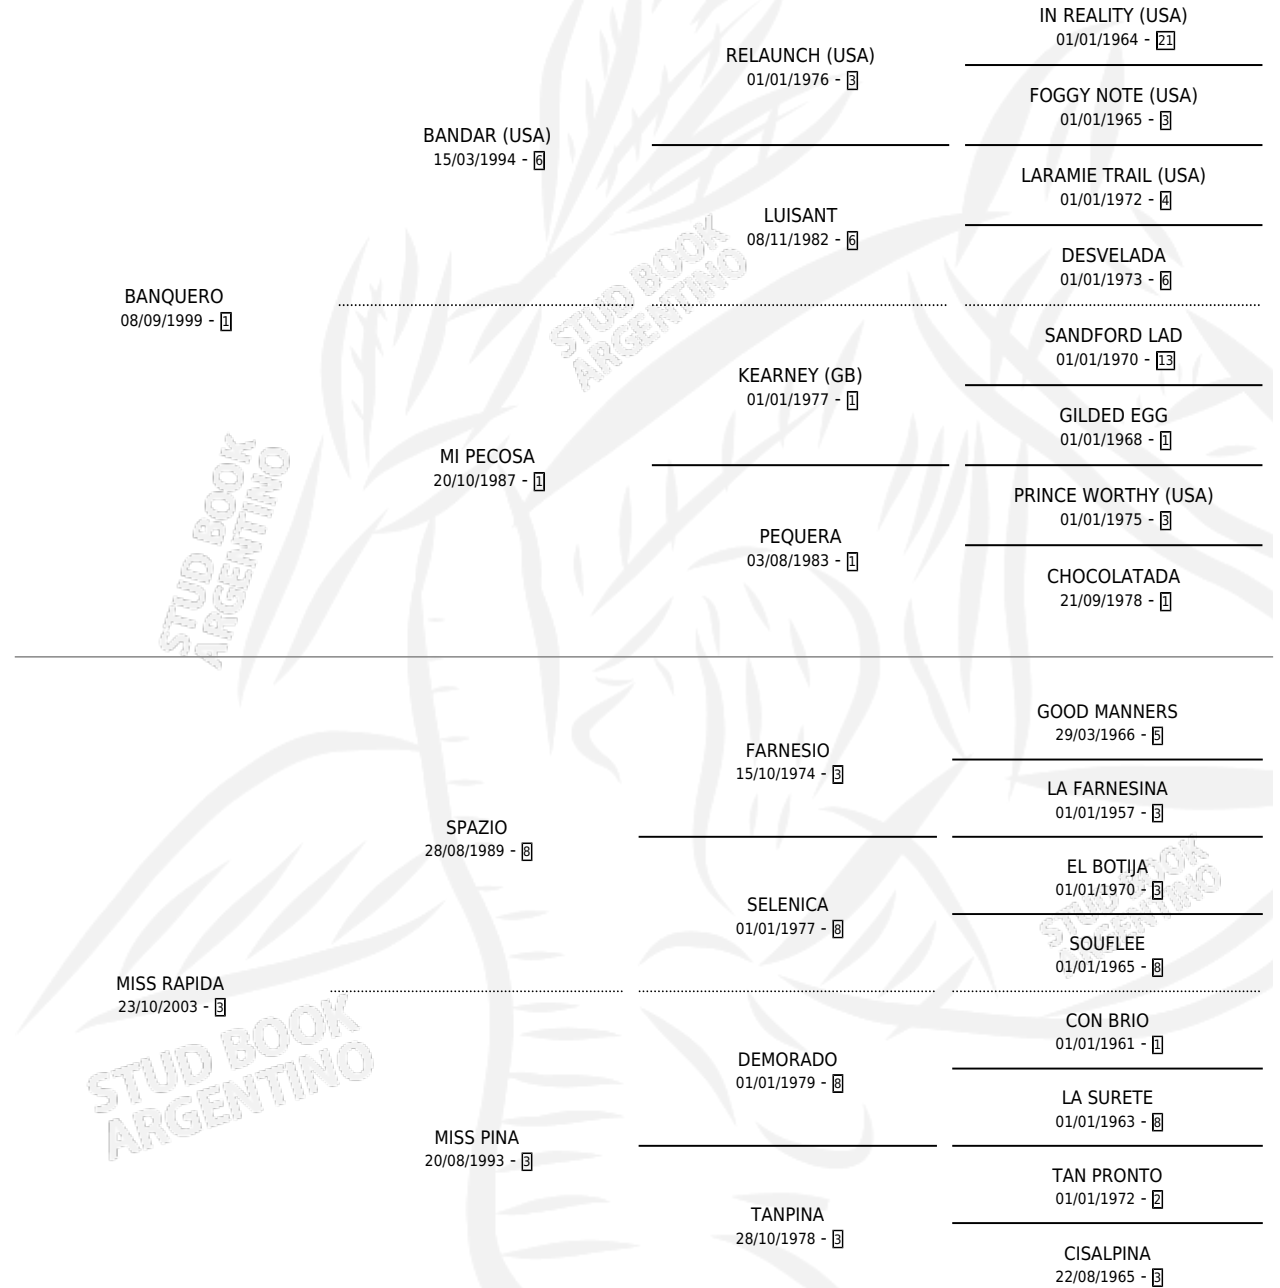 IN REALITY (USA)
01/01/1964 - 21
RELAUNCH (USA)
01/01/1976 - 3
FOGGY NOTE (USA)
01/01/1965 - 3
BANDAR (USA)
15/03/1994 - 6
LARAMIE TRAIL (USA)
01/01/1972 - 4
LUISANT
08/11/1982 - 6
DESVELADA
01/01/1973 - 6
BANQUERO
08/09/1999 - 1
SANDFORD LAD
01/01/1970 - 13
KEARNEY (GB)
01/01/1977 - 1
GILDED EGG
01/01/1968 - 1
MI PECOSA
20/10/1987 - 1
PRINCE WORTHY (USA)
01/01/1975 - 3
PEQUERA
03/08/1983 - 1
CHOCOLATADA
21/09/1978 - 1
GOOD MANNERS
29/03/1966 - 5
FARNESIO
15/10/1974 - 3
LA FARNESINA
01/01/1957 - 3
SPAZIO
28/08/1989 - 8
EL BOTIJA
01/01/1970 - 3
SELENICA
01/01/1977 - 8
SOUFLEE
01/01/1965 - 8
MISS RAPIDA
23/10/2003 - 3
CON BRIO
01/01/1961 - 1
DEMORADO
01/01/1979 - 8
LA SURETE
01/01/1963 - 8
MISS PINA
20/08/1993 - 3
TAN PRONTO
01/01/1972 - 2
TANPINA
28/10/1978 - 3
CISALPINA
22/08/1965 - 3
STUD BOOK
ARGENTINO
STUD BOOK
ARGENTINO
STUD BOOK
ARGENTINO
STUD BOOK
ARGENTINO